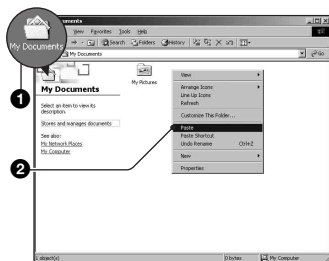 ocuments
View Favorites Tools Help
Search Folders History
My Documents
Go
My Documents
My Documents
Select an item to view its
description.
Stores and manages documents
See also:
My Network Places
My Computer
My Pictures
View
Arrange Icons
Line Up Icons
Refresh
Customize This Folder...
Paste
Paste Shortcut
Undo Rename Ctrl+Z
New
Properties
1
2
1 object(s)
0 bytes
My Computer